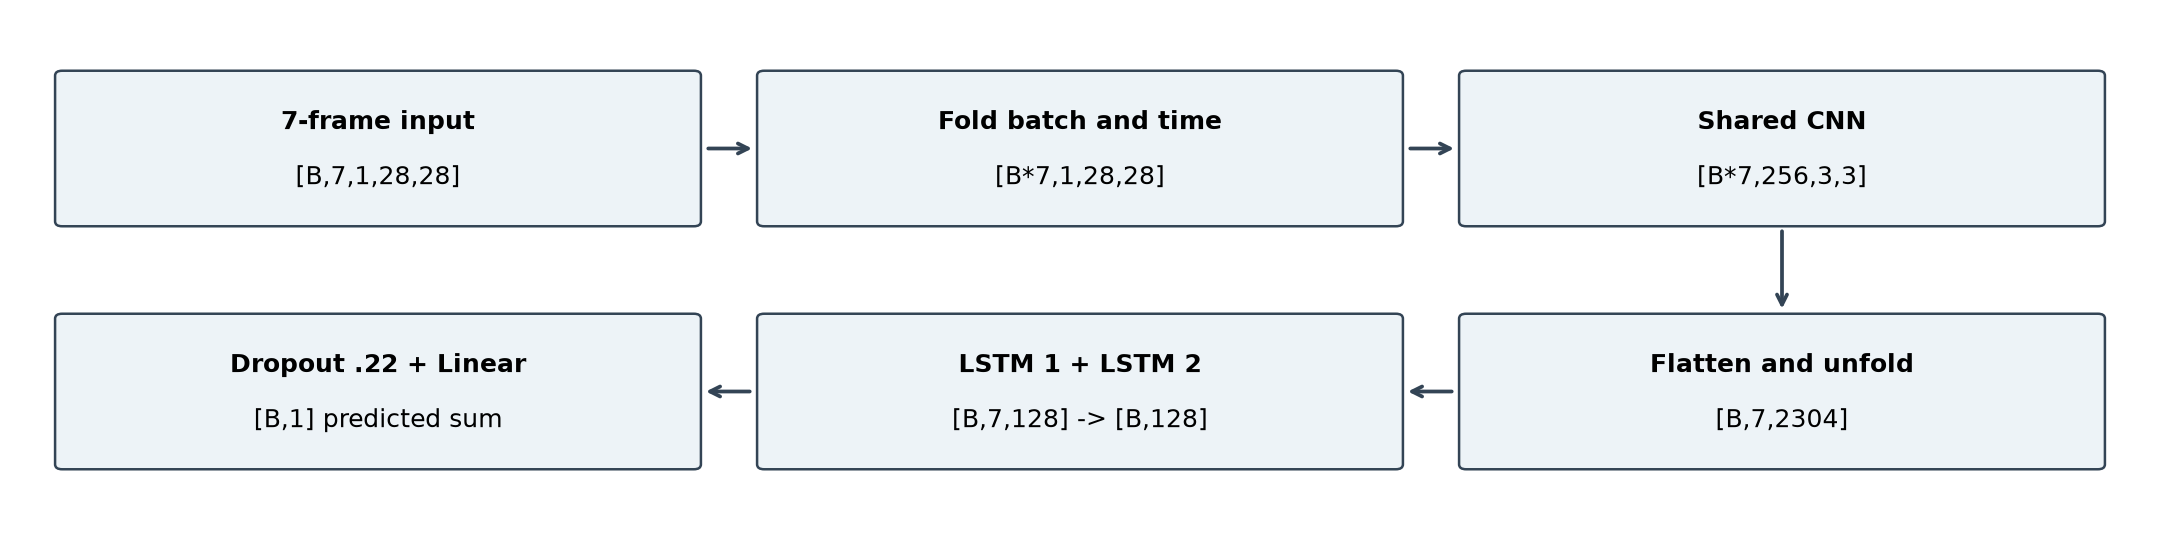 7-frame input
[B,7,1,28,28]
Fold batch and time
[B*7,1,28,28]
Shared CNN
[B*7,256,3,3]
Flatten and unfold
[B,7,2304]
LSTM 1 + LSTM 2
[B,7,128] -> [B,128]
Dropout .22 + Linear
[B,1] predicted sum